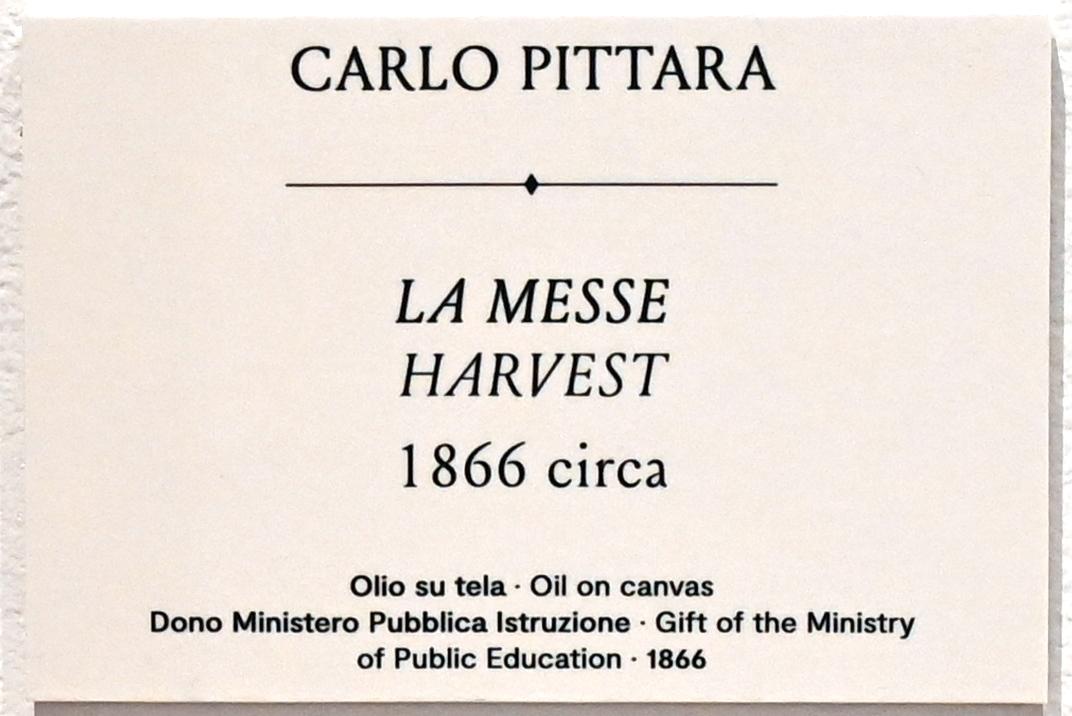 CARLO PITTARA
LA MESSE
HARVEST
1866 circa
Olio su tela · Oil on canvas
Dono Ministero Pubblica Istruzione · Gift of the Ministry
of Public Education · 1866